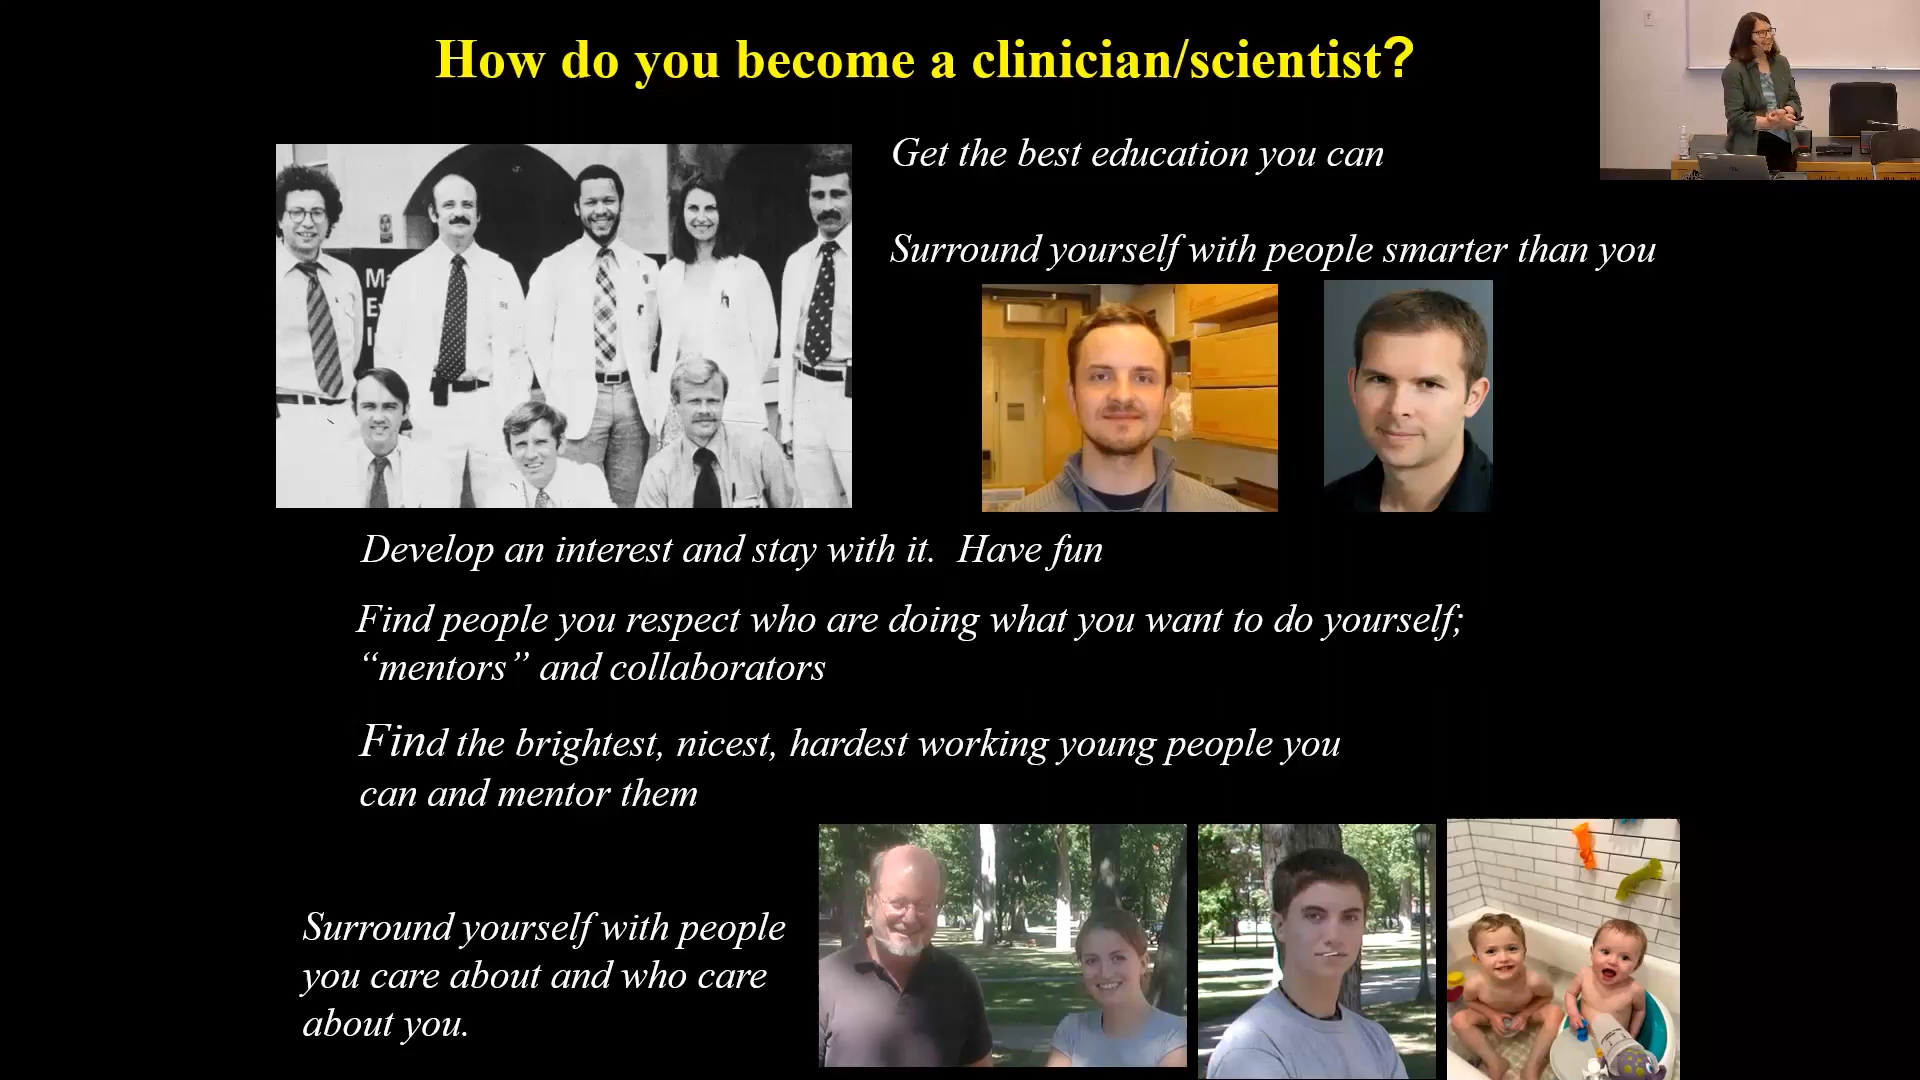 How do you become a clinician/scientist?
Get the best education you can
Surround yourself with people smarter than you
Develop an interest and stay with it.  Have fun
Find people you respect who are doing what you want to do yourself;
“mentors” and collaborators
Find the brightest, nicest, hardest working young people you
can and mentor them
Surround yourself with people
you care about and who care
about you.